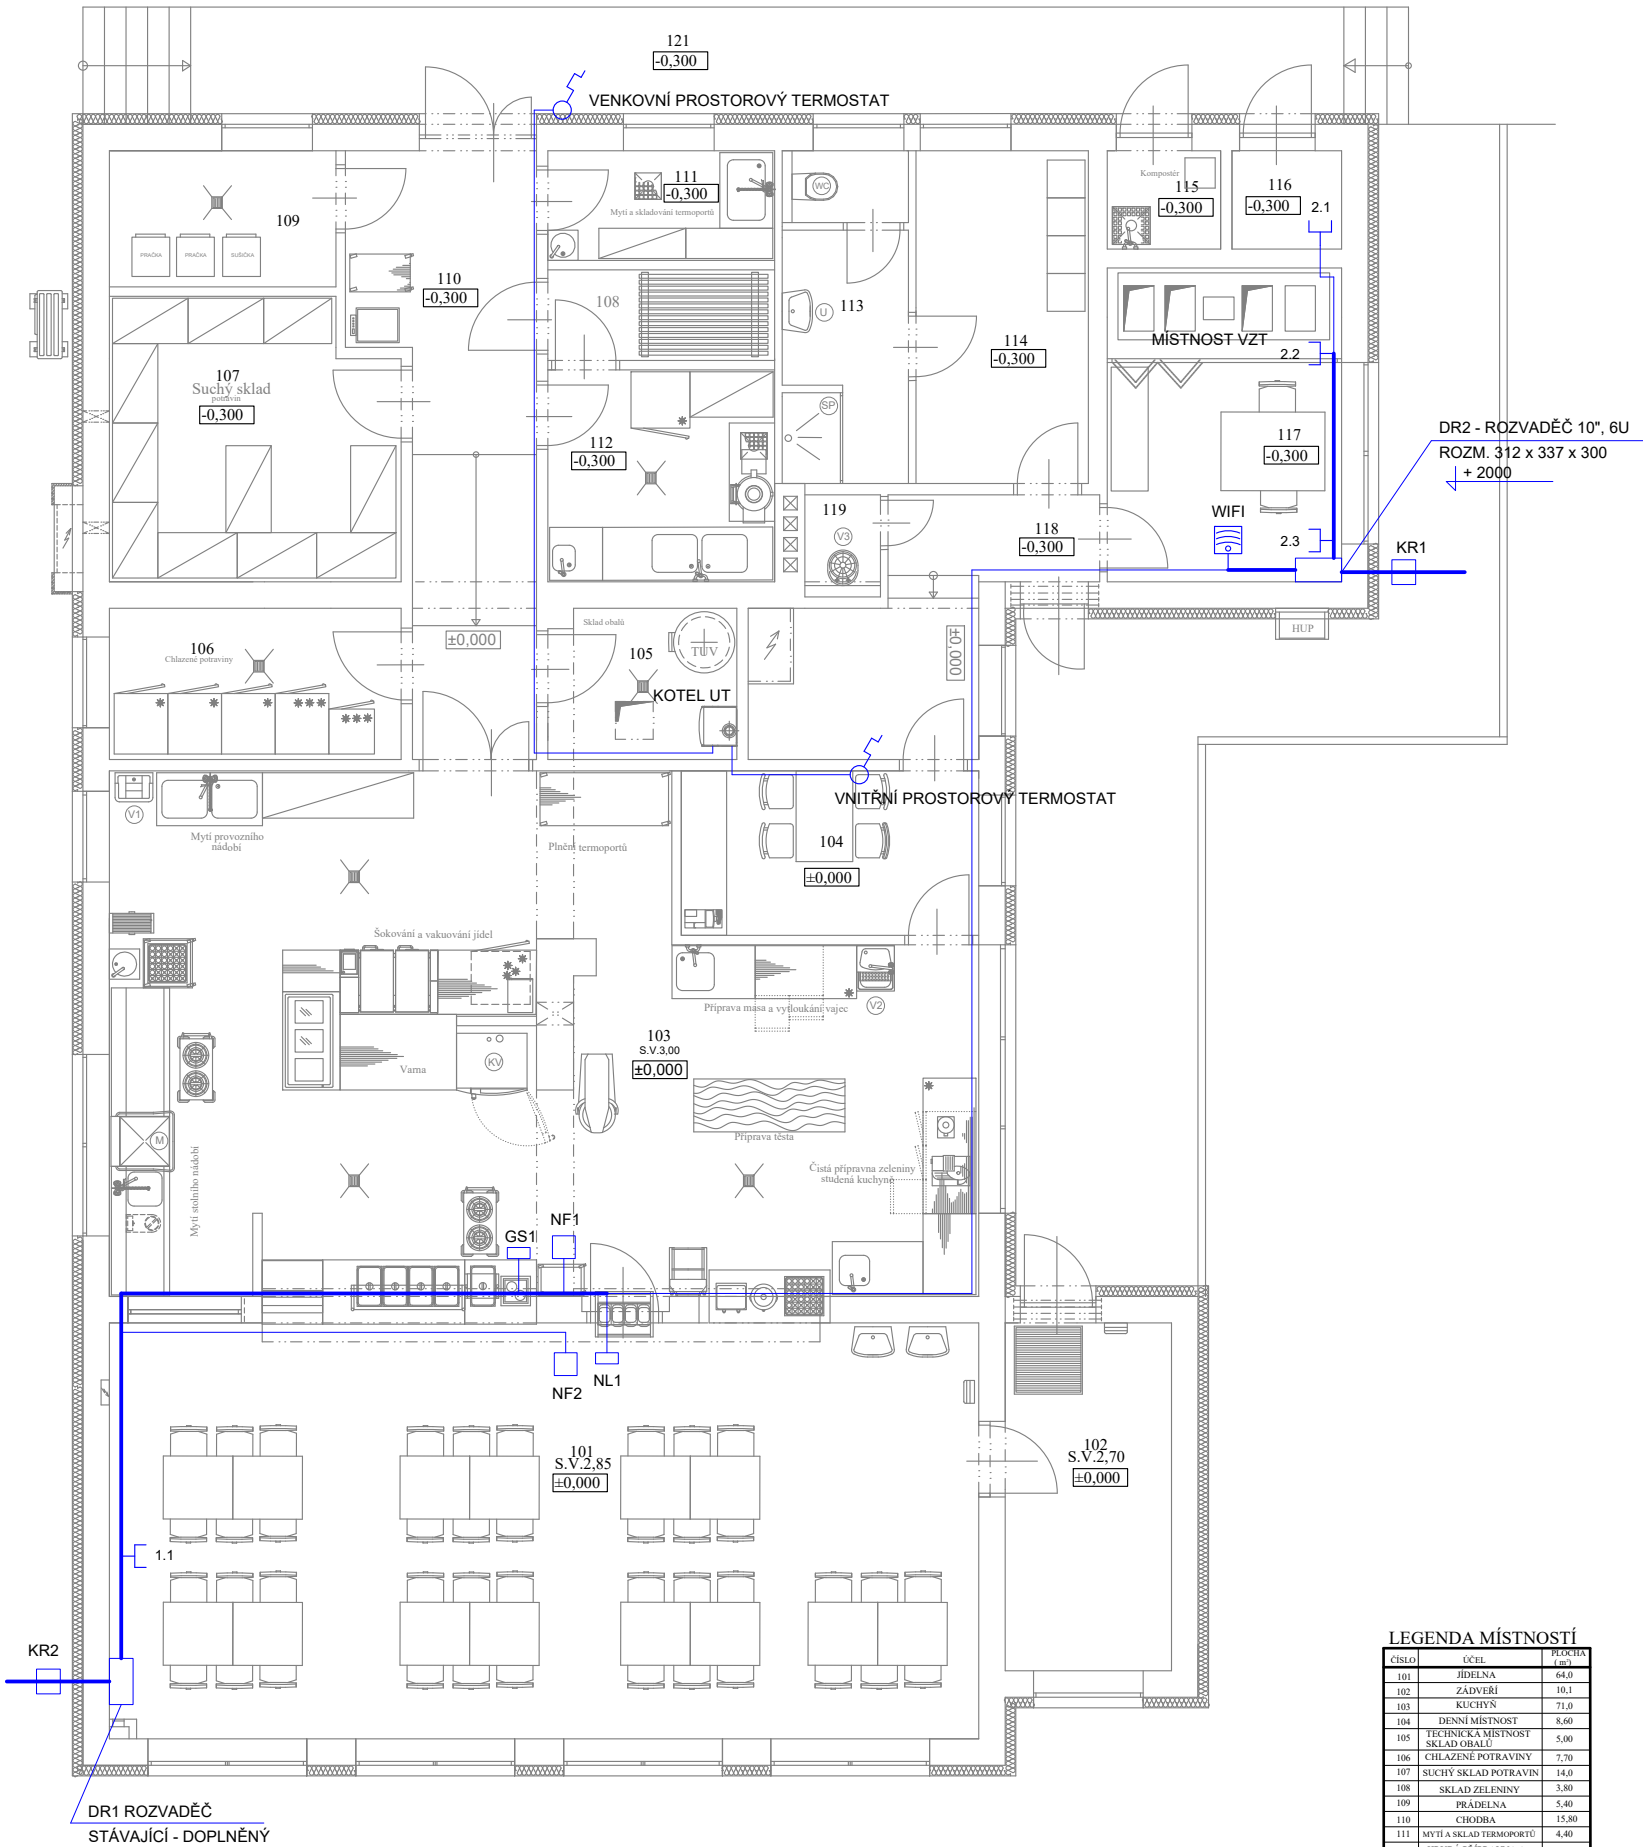 121
-0,300
VENKOVNÍ PROSTOROVÝ TERMOSTAT
109
PRAČKA
PRAČKA
SUŠIČKA
110
-0,300
111
-0,300
Mytí a skladování termoportů
WC
Kompostér
115
-0,300
116
-0,300
2.1
108
U
113
114
-0,300
MÍSTNOST VZT
2.2
107
Suchý sklad
potravin
-0,300
SP
112
-0,300
117
-0,300
DR2 - ROZVADĚČ 10", 6U
ROZM. 312 x 337 x 300
+ 2000
119
V3
118
-0,300
WIFI
2.3
KR1
HUP
106
Chlazené potraviny
±0,000
Sklad obalů
105
TUV
KOTEL UT
±0,000
VNITŘNÍ PROSTOROVÝ TERMOSTAT
V1
Mytí provozního
nádobí
Plnění termoportů
104
±0,000
Šokování a vakuování jídel
Příprava masa a vytloukání vajec
V2
103
S.V.3,00
±0,000
Varna
KV
M
Mytí stolního nádobí
Příprava těsta
Čistá přípravna zeleniny
studená kuchyně
GS1
NF1
NF2
NL1
101
S.V.2,85
±0,000
102
S.V.2,70
±0,000
1.1
KR2
DR1 ROZVADĚČ
STÁVAJÍCÍ - DOPLNĚNÝ
LEGENDA MÍSTNOSTÍ
ČÍSLO ÚČEL PLOCHA ( m²)
101 JÍDELNA 64,0
102 ZÁDVEŘÍ 10,1
103 KUCHYŇ 71,0
104 DENNÍ MÍSTNOST 8,60
105 TECHNICKÁ MÍSTNOST SKLAD OBALŮ 5,00
106 CHLAZENÉ POTRAVINY 7,70
107 SUCHÝ SKLAD POTRAVIN 14,0
108 SKLAD ZELENINY 3,80
109 PRÁDELNA 5,40
110 CHODBA 15,80
111 MYTÍ A SKLAD TERMOPORTŮ 4,40